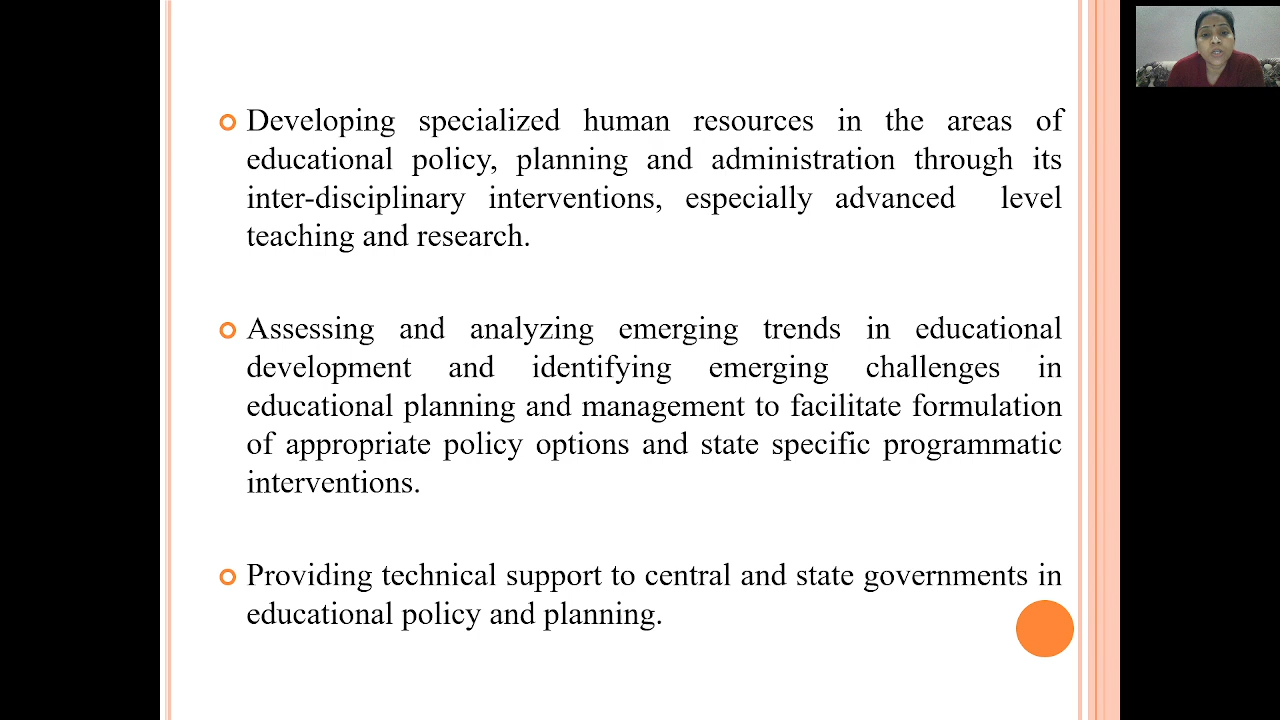 Developing specialized human resources in the areas of
educational policy, planning and administration through its
inter-disciplinary interventions, especially advanced level
teaching and research.
Assessing and analyzing emerging trends in educational
development and identifying emerging challenges in
educational planning and management to facilitate formulation
of appropriate policy options and state specific programmatic
interventions.
Providing technical support to central and state governments in
educational policy and planning.